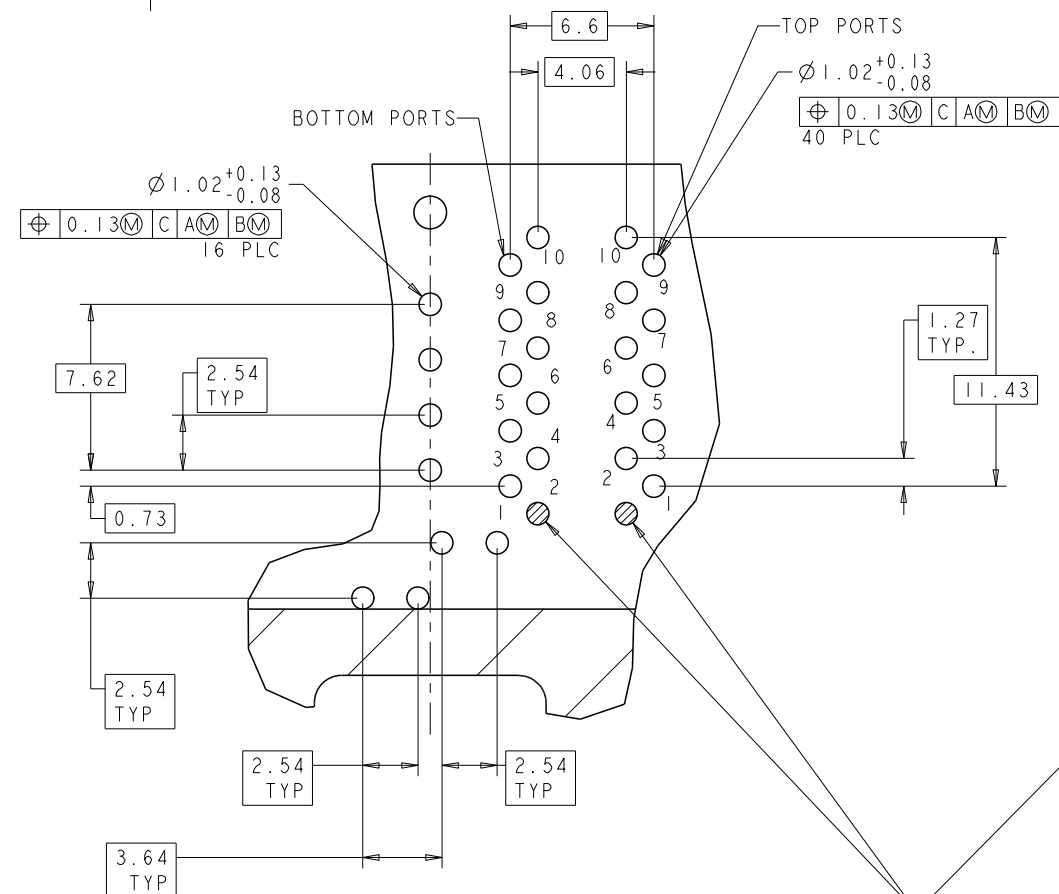 6.6
TOP PORTS
4.06
Ø1.02 +0.13
-0.08
⌖ 0.13Ⓜ C AⓂ BⓂ
40 PLC
BOTTOM PORTS
Ø1.02 +0.13
-0.08
⌖ 0.13Ⓜ C AⓂ BⓂ
16 PLC
10
10
9
9
8
8
7
7
6
6
5
5
4
4
3
3
2
2
1
1
1.27
TYP.
11.43
7.62
2.54
TYP
0.73
2.54
TYP
2.54
TYP
2.54
TYP
3.64
TYP